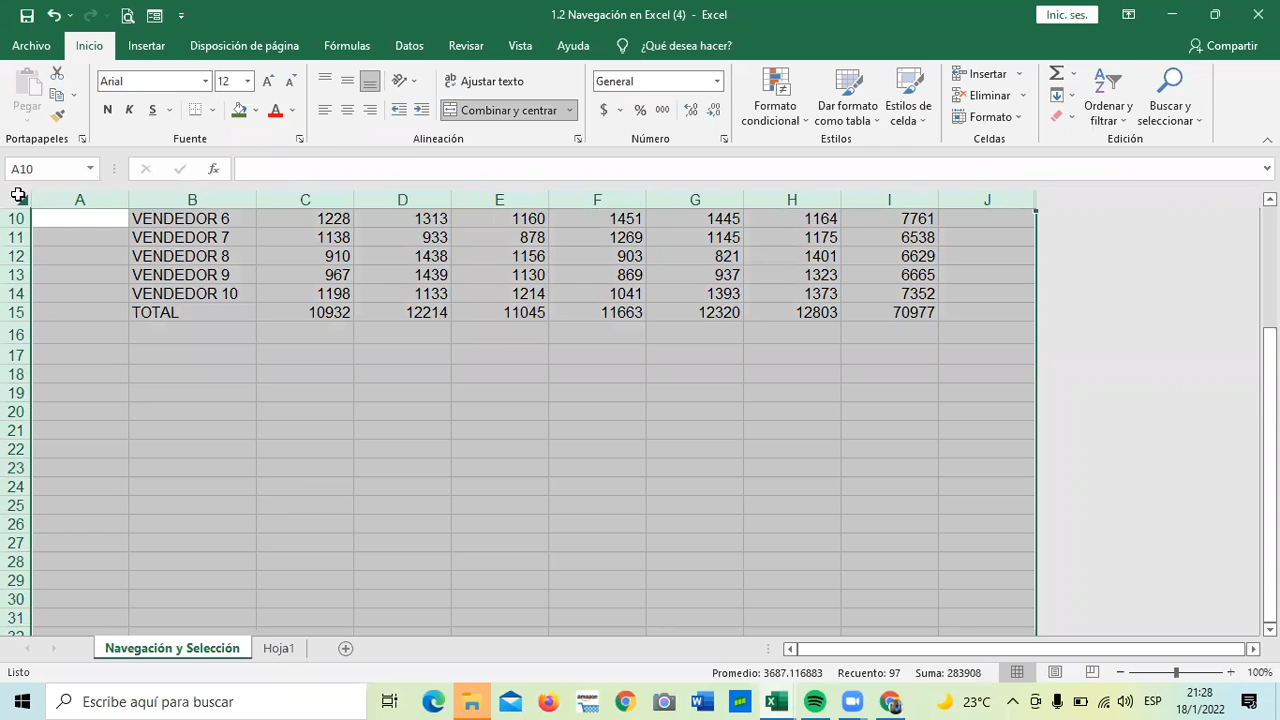 1.2 Navegación en Excel (4) - Excel
Inic. ses.
Archivo Inicio Insertar Disposición de página Fórmulas Datos Revisar Vista Ayuda ¿Qué desea hacer? Compartir
Pegar
Arial 12
Ajustar texto
General
N K S
Combinar y centrar
$ % 000
Formato condicional
Dar formato como tabla
Estilos de celda
Insertar
Eliminar
Formato
Ordenar y filtrar
Buscar y seleccionar
Portapapeles Fuente Alineación Número Estilos Celdas Edición
A10 fx
A B C D E F G H I J
10 VENDEDOR 6 1228 1313 1160 1451 1445 1164 7761
11 VENDEDOR 7 1138 933 878 1269 1145 1175 6538
12 VENDEDOR 8 910 1438 1156 903 821 1401 6629
13 VENDEDOR 9 967 1439 1130 869 937 1323 6665
14 VENDEDOR 10 1198 1133 1214 1041 1393 1373 7352
15 TOTAL 10932 12214 11045 11663 12320 12803 70977
16
17
18
19
20
21
22
23
24
25
26
27
28
29
30
31
Navegación y Selección Hoja1
Listo Promedio: 3687.116883 Recuento: 97 Suma: 283908 100%
Escribe aquí para buscar 23°C ESP 21:28
18/1/2022